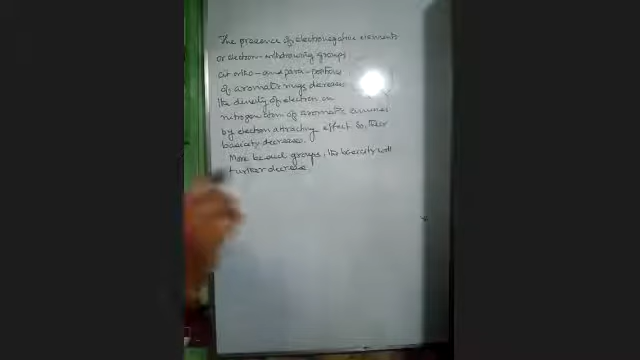 The presence of electronegative elements
or electron-withdrawing groups
at ortho- and para-positions
of aromatic rings decreases
the density of electron on
nitrogen atom of aromatic amines
by electron attracting effect. So, their
basicity decreases.
More be such groups, the basicity will
further decrease